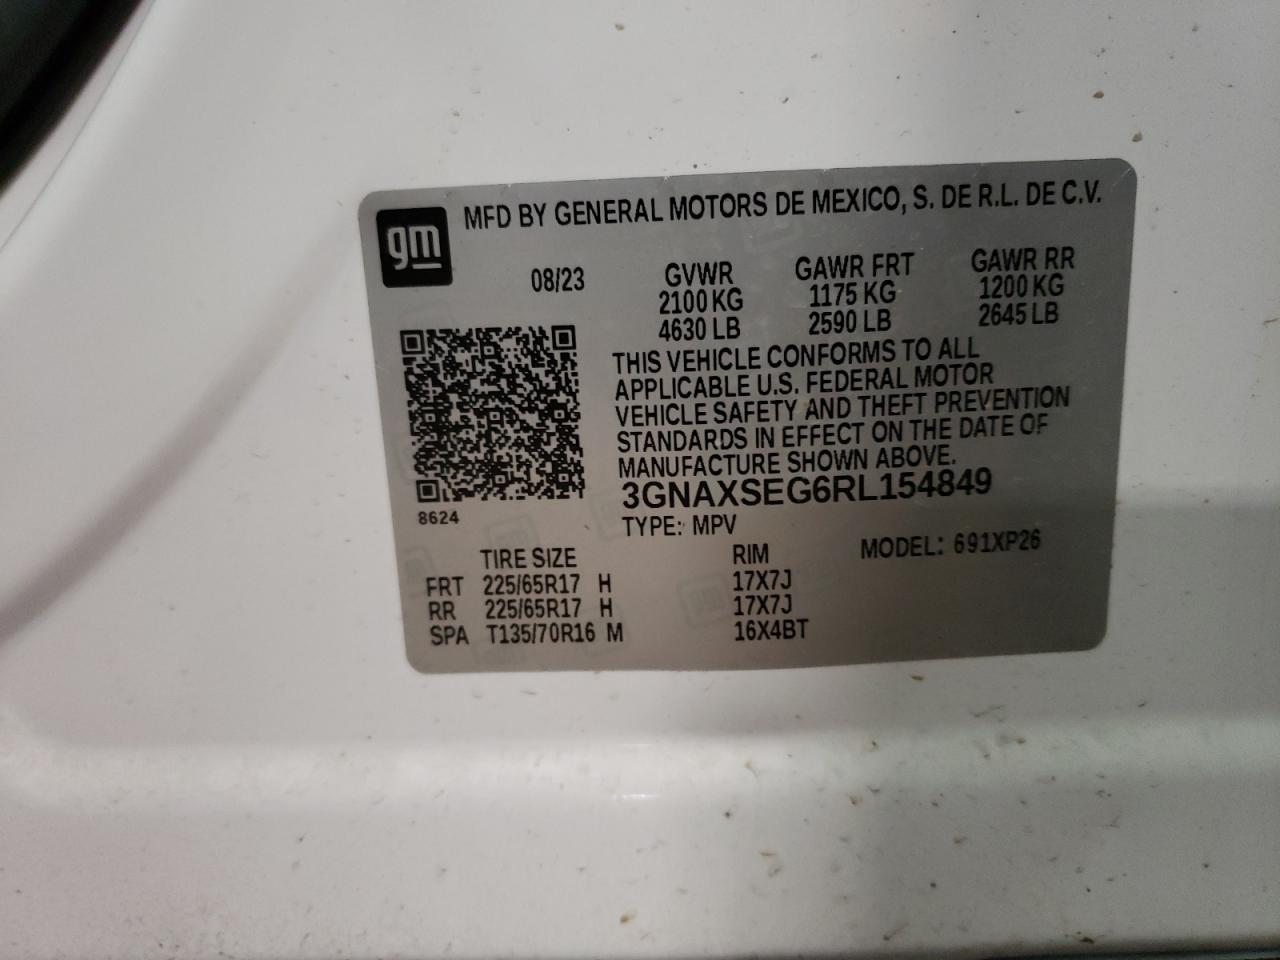 gm
MFD BY GENERAL MOTORS DE MEXICO, S. DE R.L. DE C.V.
08/23
GVWR GAWR FRT GAWR RR
2100 KG 1175 KG 1200 KG
4630 LB 2590 LB 2645 LB
THIS VEHICLE CONFORMS TO ALL
APPLICABLE U.S. FEDERAL MOTOR
VEHICLE SAFETY AND THEFT PREVENTION
STANDARDS IN EFFECT ON THE DATE OF
MANUFACTURE SHOWN ABOVE.
3GNAXSEG6RL154849
8624
TYPE: MPV
MODEL: 691XP26
TIRE SIZE RIM
FRT 225/65R17 H 17X7J
RR 225/65R17 H 17X7J
SPA T135/70R16 M 16X4BT